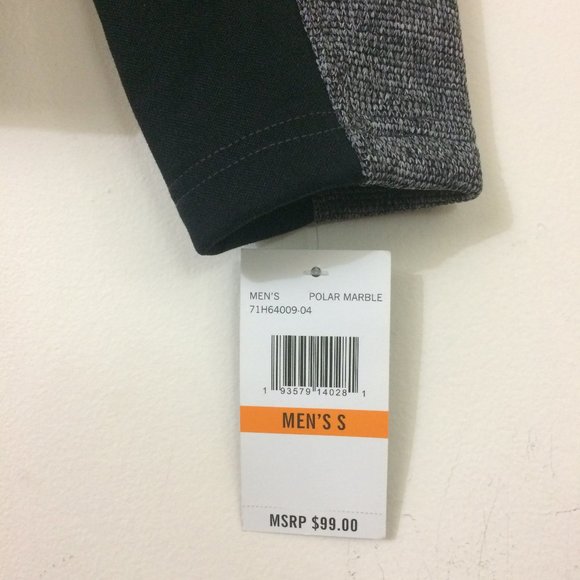 MEN'S POLAR MARBLE
71H64009-04
1 93579 14028 1
MEN'S S
MSRP $99.00